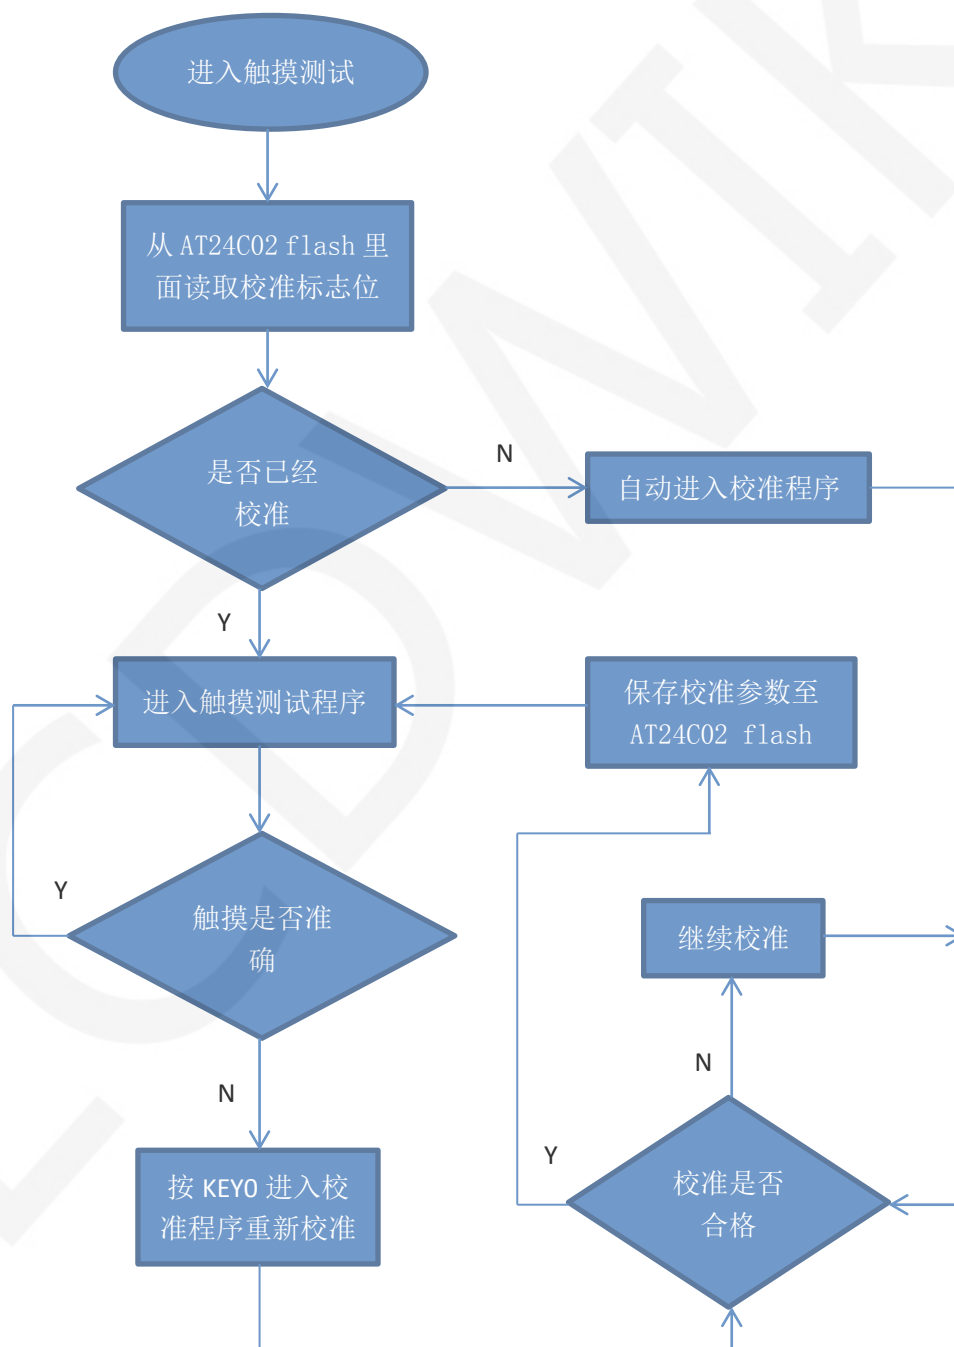 进入触摸测试
从 AT24C02 flash 里
面读取校准标志位
是否已经
校准
N
自动进入校准程序
Y
进入触摸测试程序
保存校准参数至
AT24C02 flash
Y
触摸是否准
确
继续校准
N
N
Y
按 KEY0 进入校
准程序重新校准
校准是否
合格
LCDWIK